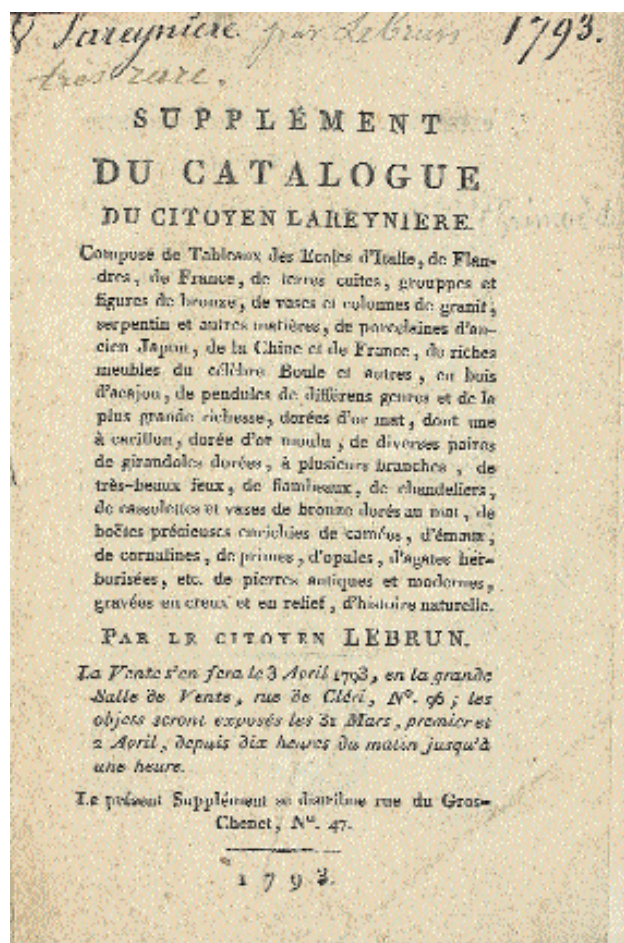 Lareyniere par Lebrun 1793.
très rare.
SUPPLÉMENT
DU CATALOGUE
DU CITOYEN LAREYNIERE.
Composé de Tableaux des Ecoles d'Italie, de Flan-
dres, de France, de terres cuites, grouppes et
figures de bronze, de vases et colonnes de granit,
serpentin et autres matières, de porcelaines d'an-
cien Japon, de la Chine et de France, de riches
meubles du célèbre Boule et autres, en bois
d'acajou, de pendules de différens genres et de la
plus grande richesse, dorées d'or mat, dont une
à carillon, dorée d'or moulu, de diverses paires
de girandoles dorées, à plusieurs branches, de
très-beaux feux, de flambeaux, de chandeliers,
de cassolettes et vases de bronze dorés au mat, de
boëtes précieuses enrichies de camées, d'émaux,
de cornalines, de primes, d'opales, d'agates her-
borisées, etc. de pierres antiques et modernes,
gravées en creux et en relief, d'histoire naturelle.
PAR LE CITOYEN LEBRUN.
La Vente s'en fera le 3 Avril 1793, en la grande
Salle de Vente, rue de Cléri, N°. 96; les
objets seront exposés les 31 Mars, premier et
2 Avril, depuis dix heures du matin jusqu'à
une heure.
Le présent Supplément se distribue rue du Gros-
Chenet, N°. 47.
1793.